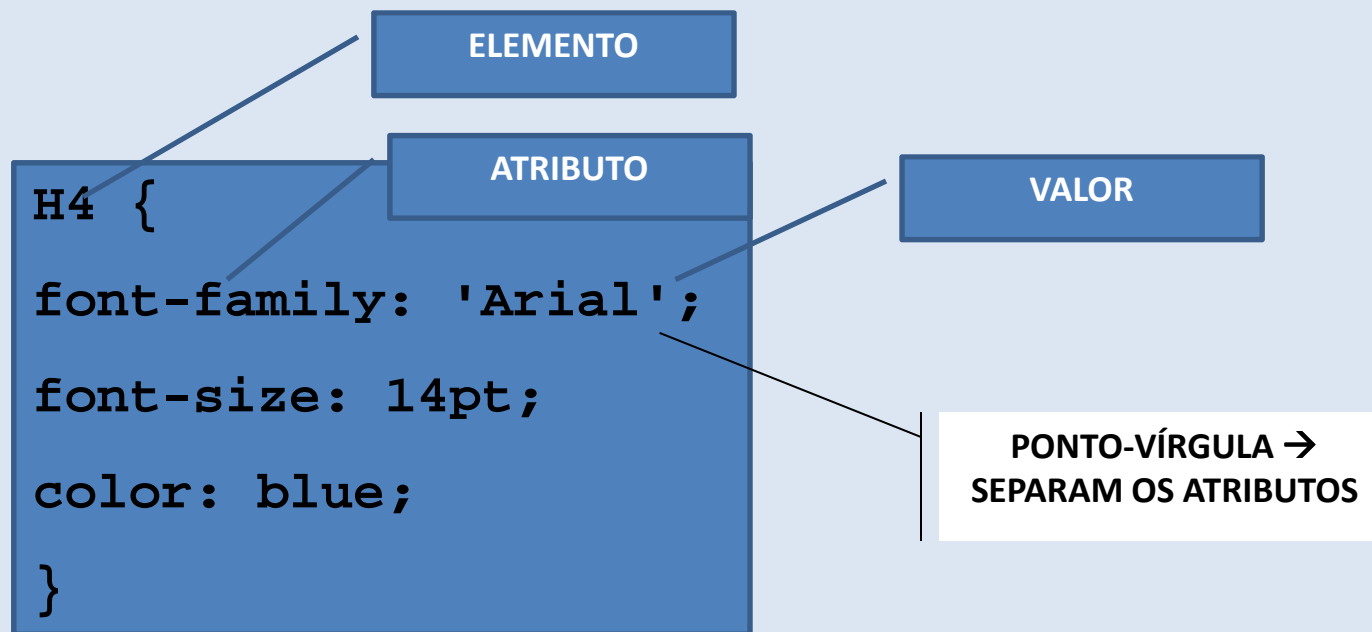 ELEMENTO
ATRIBUTO
VALOR
H4 {
font-family: 'Arial';
font-size: 14pt;
color: blue;
}
PONTO-VÍRGULA →
SEPARAM OS ATRIBUTOS